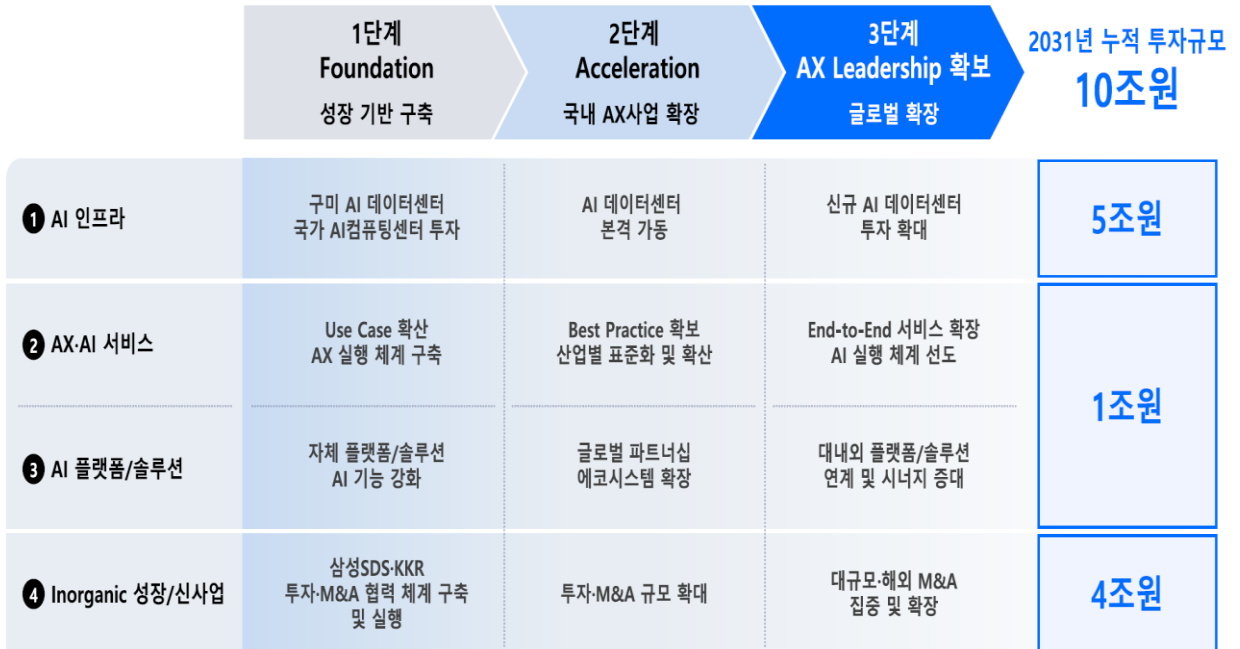 1단계
Foundation
성장 기반 구축
2단계
Acceleration
국내 AX사업 확장
3단계
AX Leadership 확보
글로벌 확장
2031년 누적 투자규모
10조원
1 AI 인프라
구미 AI 데이터센터
국가 AI컴퓨팅센터 투자
AI 데이터센터
본격 가동
신규 AI 데이터센터
투자 확대
5조원
2 AX·AI 서비스
Use Case 확산
AX 실행 체계 구축
Best Practice 확보
산업별 표준화 및 확산
End-to-End 서비스 확장
AI 실행 체계 선도
1조원
3 AI 플랫폼/솔루션
자체 플랫폼/솔루션
AI 기능 강화
글로벌 파트너십
에코시스템 확장
대내외 플랫폼/솔루션
연계 및 시너지 증대
4 Inorganic 성장/신사업
삼성SDS·KKR
투자·M&A 협력 체계 구축
및 실행
투자·M&A 규모 확대
대규모·해외 M&A
집중 및 확장
4조원